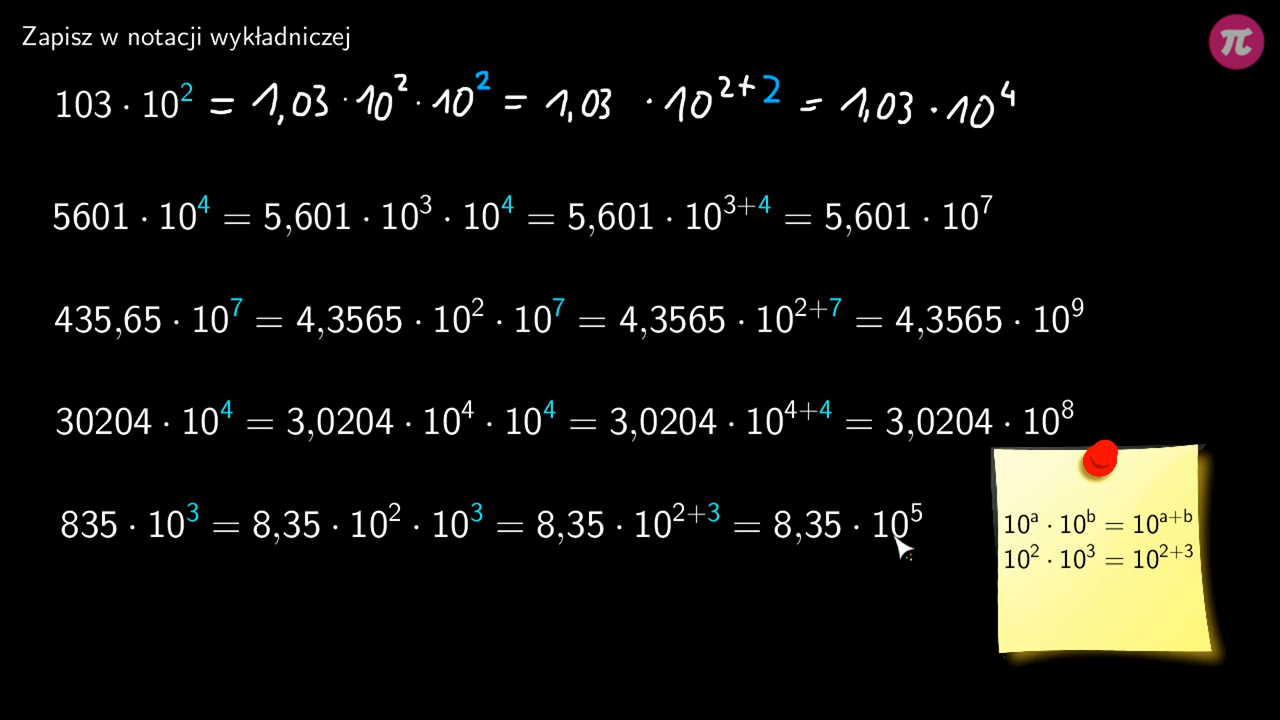 Zapisz w notacji wykładniczej
π
103 · 10² = 1,03 · 10² · 10² = 1,03 · 10²⁺² = 1,03 · 10⁴
5601 · 10⁴ = 5,601 · 10³ · 10⁴ = 5,601 · 10³⁺⁴ = 5,601 · 10⁷
435,65 · 10⁷ = 4,3565 · 10² · 10⁷ = 4,3565 · 10²⁺⁷ = 4,3565 · 10⁹
30204 · 10⁴ = 3,0204 · 10⁴ · 10⁴ = 3,0204 · 10⁴⁺⁴ = 3,0204 · 10⁸
835 · 10³ = 8,35 · 10² · 10³ = 8,35 · 10²⁺³ = 8,35 · 10⁵
10ᵃ · 10ᵇ = 10ᵃ⁺ᵇ
10² · 10³ = 10²⁺³